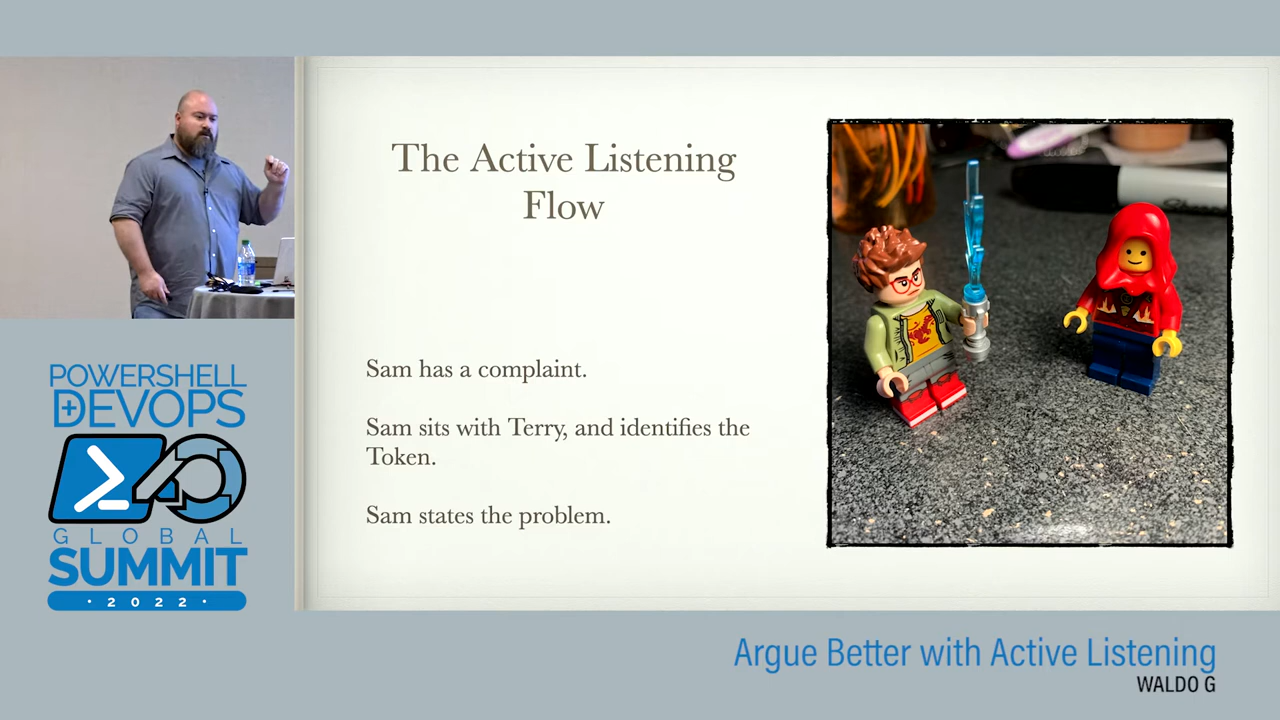 The Active Listening
Flow
Sam has a complaint.
Sam sits with Terry, and identifies the
Token.
Sam states the problem.
POWERSHELL
+DEVOPS
GLOBAL
SUMMIT
· 2022 ·
Argue Better with Active Listening
WALDO G